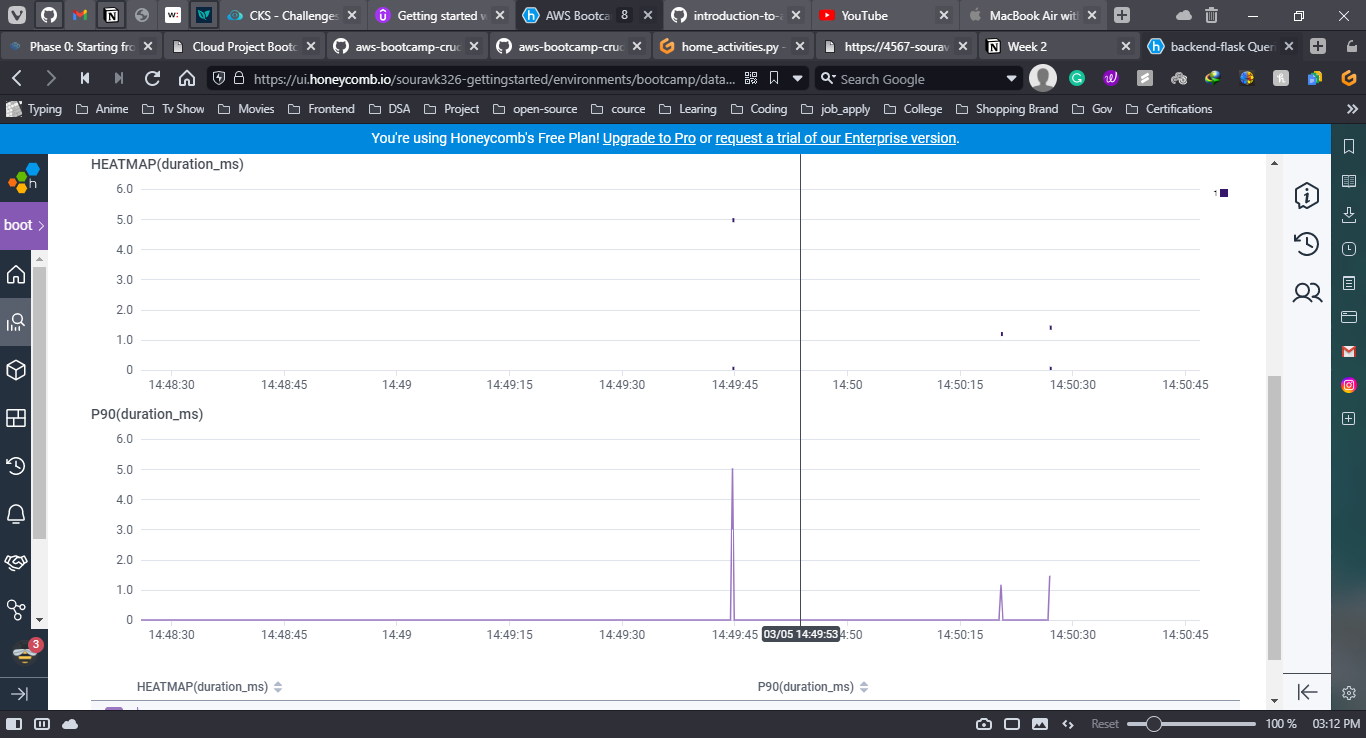 CKS - Challenges
Getting started w
AWS Bootca
8
introduction-to-a
YouTube
MacBook Air with
Phase 0: Starting fro
Cloud Project Bootc
aws-bootcamp-cruc
aws-bootcamp-cruc
home_activities.py -
https://4567-sourav
Week 2
backend-flask Queri
https://ui.honeycomb.io/souravk326-gettingstarted/environments/bootcamp/data...
Search Google
Typing
Anime
Tv Show
Movies
Frontend
DSA
Project
open-source
cource
Learing
Coding
job_apply
College
Shopping Brand
Gov
Certifications
You're using Honeycomb's Free Plan! Upgrade to Pro or request a trial of our Enterprise version.
h
boot
3
HEATMAP(duration_ms)
6.0
5.0
4.0
3.0
2.0
1.0
0
1
14:48:30 14:48:45 14:49 14:49:15 14:49:30 14:49:45 14:50 14:50:15 14:50:30 14:50:45
P90(duration_ms)
6.0
5.0
4.0
3.0
2.0
1.0
0
14:48:30 14:48:45 14:49 14:49:15 14:49:30 14:49:45 03/05 14:49:53 4:50 14:50:15 14:50:30 14:50:45
HEATMAP(duration_ms)
P90(duration_ms)
Reset
100 %
03:12 PM